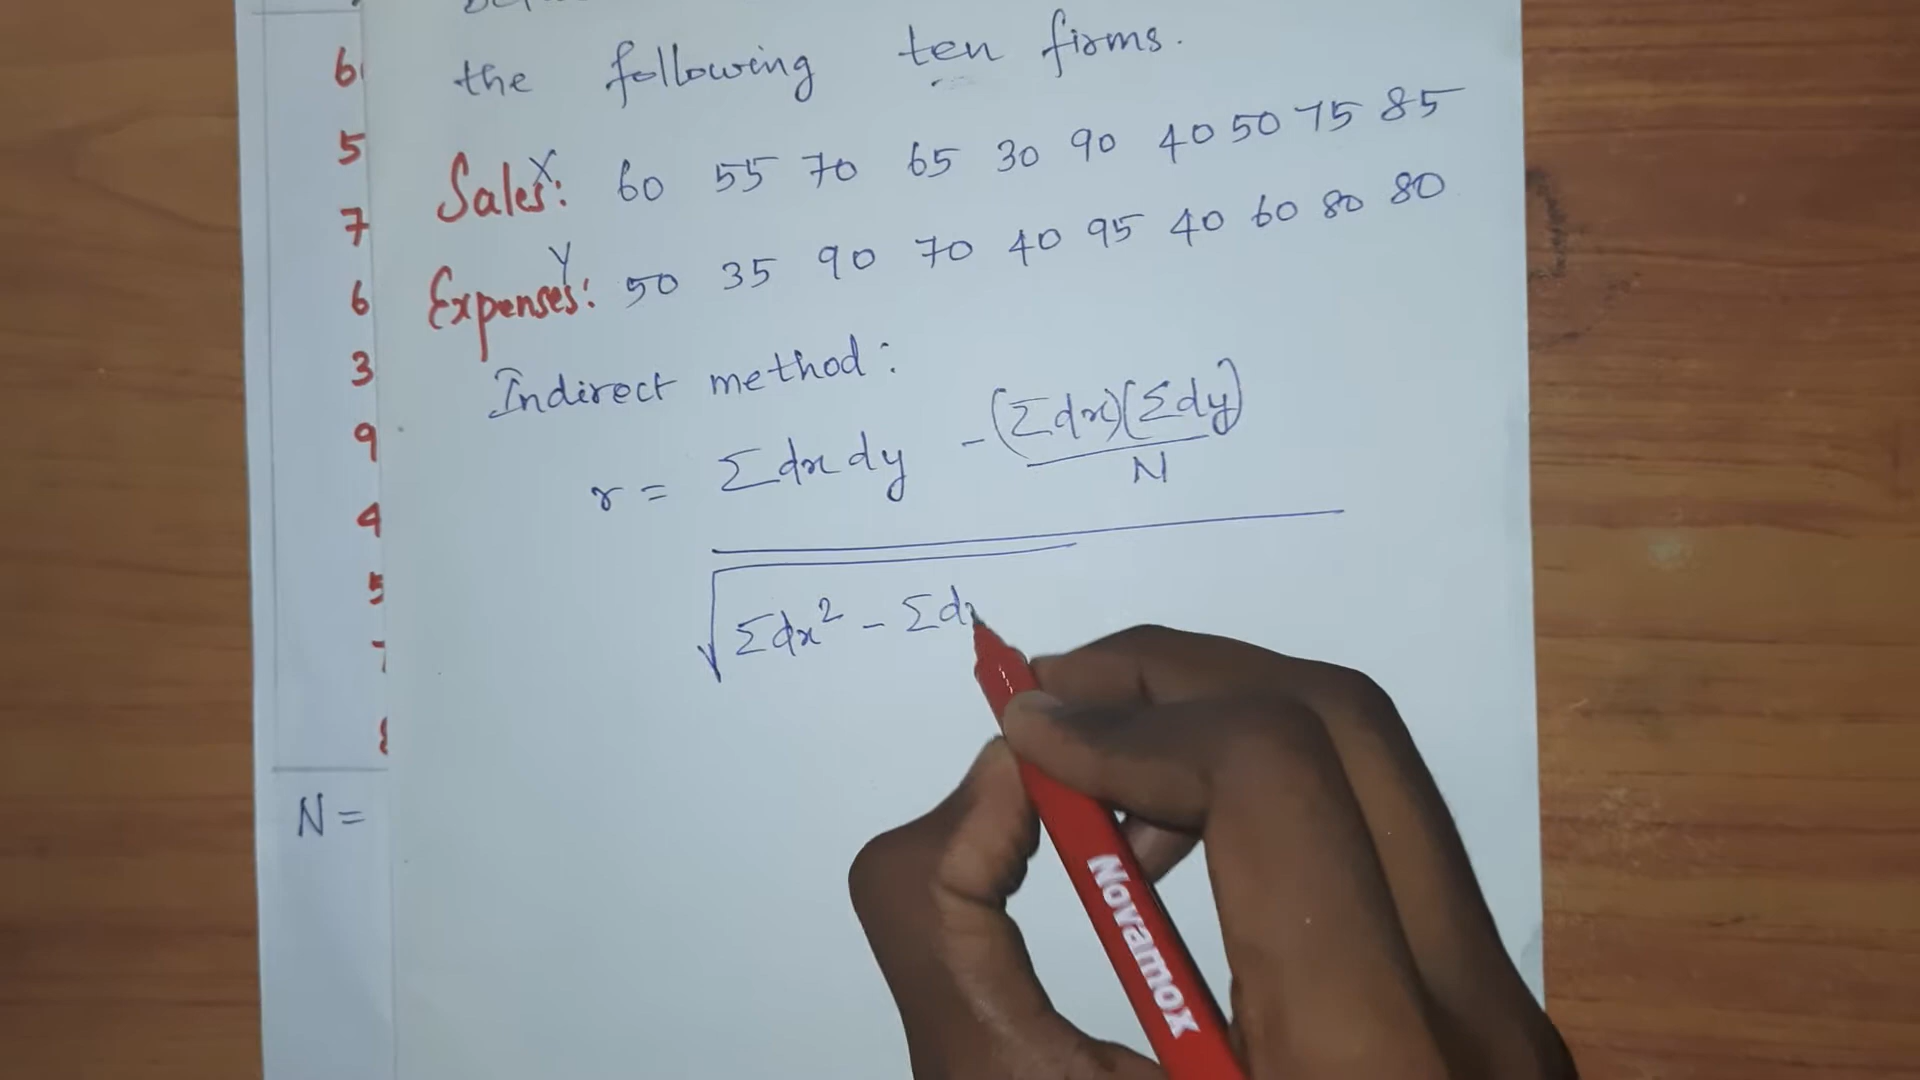 the following ten firms.
Sales: X 60 55 70 65 30 90 40 50 75 85
Expenses: Y 50 35 90 70 40 95 40 60 80 80
Indirect method:
r = Σdxdy - (Σdx)(Σdy)
N
√Σdx² - Σdx
6
5
7
6
3
9
4
5
7
N =
Novamox